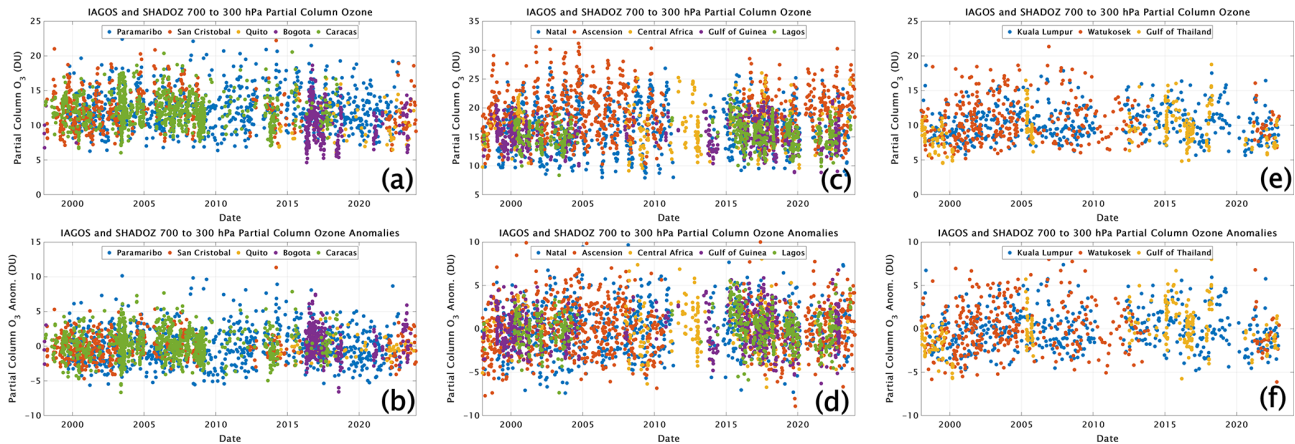 IAGOS and SHADOZ 700 to 300 hPa Partial Column Ozone
Paramaribo San Cristobal Quito Bogota Caracas
Partial Column O3 (DU)
25
20
15
10
5
0
2000 2005 2010 2015 2020
Date
(a)
IAGOS and SHADOZ 700 to 300 hPa Partial Column Ozone Anomalies
Paramaribo San Cristobal Quito Bogota Caracas
Partial Column O3 Anom. (DU)
15
10
5
0
−5
−10
2000 2005 2010 2015 2020
Date
(b)
IAGOS and SHADOZ 700 to 300 hPa Partial Column Ozone
Natal Ascension Central Africa Gulf of Guinea Lagos
Partial Column O3 (DU)
35
30
25
20
15
10
5
2000 2005 2010 2015 2020
Date
(c)
IAGOS and SHADOZ 700 to 300 hPa Partial Column Ozone Anomalies
Natal Ascension Central Africa Gulf of Guinea Lagos
Partial Column O3 Anom. (DU)
10
5
0
−5
−10
2000 2005 2010 2015 2020
Date
(d)
IAGOS and SHADOZ 700 to 300 hPa Partial Column Ozone
Kuala Lumpur Watukosek Gulf of Thailand
Partial Column O3 (DU)
25
20
15
10
5
0
2000 2005 2010 2015 2020
Date
(e)
IAGOS and SHADOZ 700 to 300 hPa Partial Column Ozone Anomalies
Kuala Lumpur Watukosek Gulf of Thailand
Partial Column O3 Anom. (DU)
10
5
0
−5
−10
2000 2005 2010 2015 2020
Date
(f)